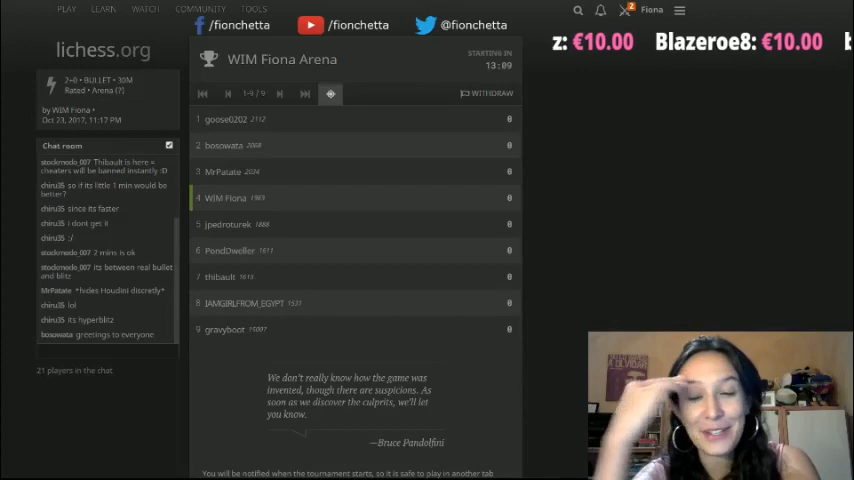 PLAY LEARN WATCH COMMUNITY TOOLS
2
Fiona
/fionchetta /fionchetta @fionchetta
z: €10.00 Blazeroe8: €10.00
lichess.org
2+0 • BULLET • 30M
Rated • Arena (?)
by WIM Fiona •
Oct 23, 2017, 11:17 PM
Chat room
stockmedo_007 Thibault is here =
cheaters will be banned instantly :D
chiru35 so if its little 1 min would be
better?
chiru35 since its faster
chiru35 i dont get it
chiru35 :/
stockmedo_007 2 mins is ok
stockmedo_007 its between real bullet
and blitz
MrPatate *hides Houdini discretly*
chiru35 lol
chiru35 its hyperblitz
bosowata greetings to everyone
21 players in the chat
WIM Fiona Arena
STARTING IN
13:09
1-9 / 9
WITHDRAW
1 goose0202 2112 0
2 bosowata 2068 0
3 MrPatate 2034 0
4 WIM Fiona 1969 0
5 jpedroturek 1888 0
6 PondDweller 1611 0
7 thibault 1613 0
8 IAMGIRLFROM_EGYPT 1531 0
9 gravyboot 1500? 0
We don't really know how the game was
invented, though there are suspicions. As
soon as we discover the culprits, we'll let
you know.
—Bruce Pandolfini
You will be notified when the tournament starts, so it is safe to play in another tab